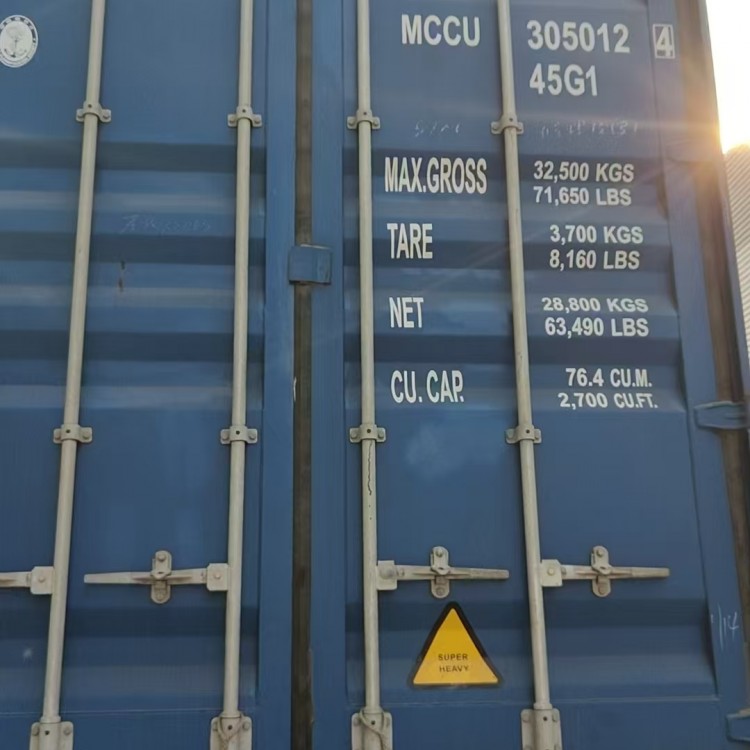 MCCU 305012 4
45G1
MAX.GROSS 32,500 KGS
71,650 LBS
TARE 3,700 KGS
8,160 LBS
NET 28,800 KGS
63,490 LBS
CU. CAP. 76.4 CU.M.
2,700 CU.FT.
SUPER
HEAVY